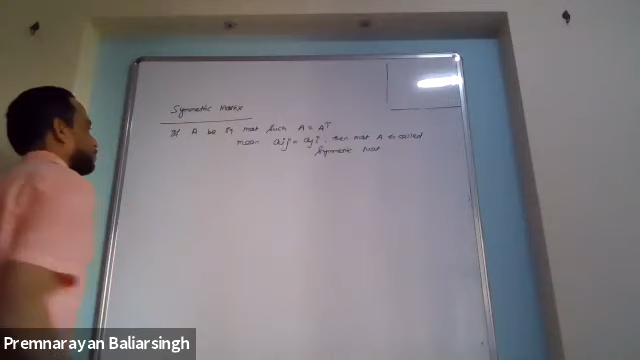 Symmetric Matrix
If A be sq mat such A = A^T
mean aij = aji, then mat A is called
Symmetric mat
Premnarayan Baliarsingh